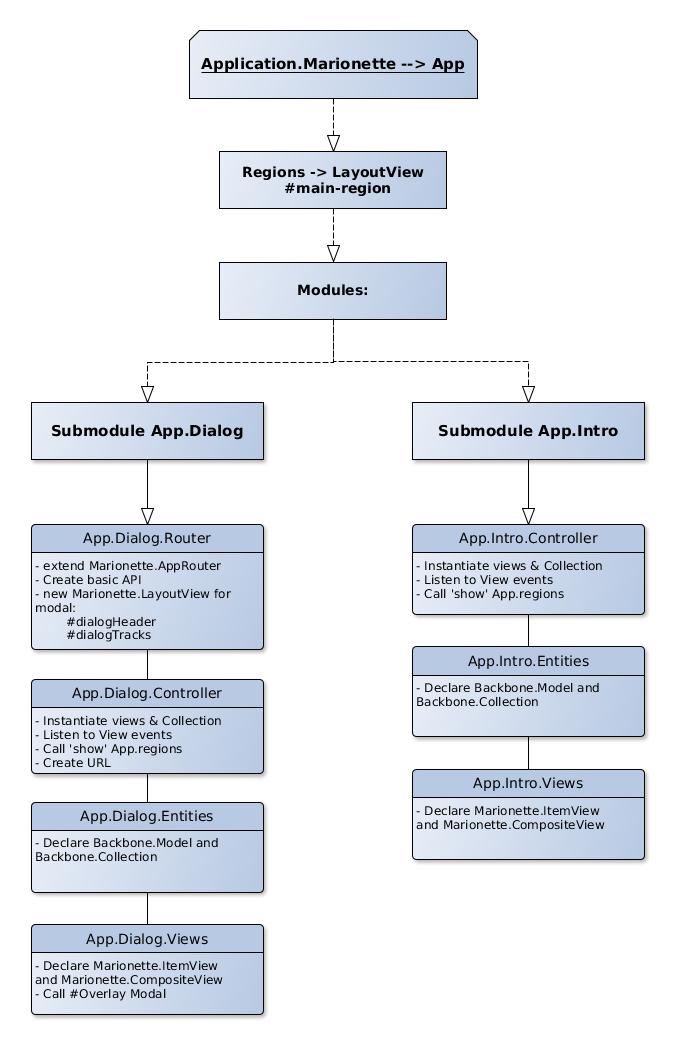 Application.Marionette --> App
Regions -> LayoutView
#main-region
Modules:
Submodule App.Dialog
Submodule App.Intro
App.Dialog.Router
- extend Marionette.AppRouter
- Create basic API
- new Marionette.LayoutView for
modal:
#dialogHeader
#dialogTracks
App.Dialog.Controller
- Instantiate views & Collection
- Listen to View events
- Call 'show' App.regions
- Create URL
App.Dialog.Entities
- Declare Backbone.Model and
Backbone.Collection
App.Dialog.Views
- Declare Marionette.ItemView
and Marionette.CompositeView
- Call #Overlay Modal
App.Intro.Controller
- Instantiate views & Collection
- Listen to View events
- Call 'show' App.regions
App.Intro.Entities
- Declare Backbone.Model and
Backbone.Collection
App.Intro.Views
- Declare Marionette.ItemView
and Marionette.CompositeView